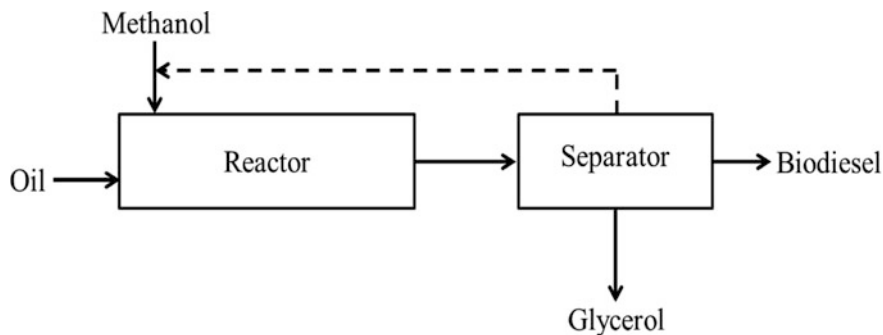 Methanol
Oil
Reactor
Separator
Biodiesel
Glycerol